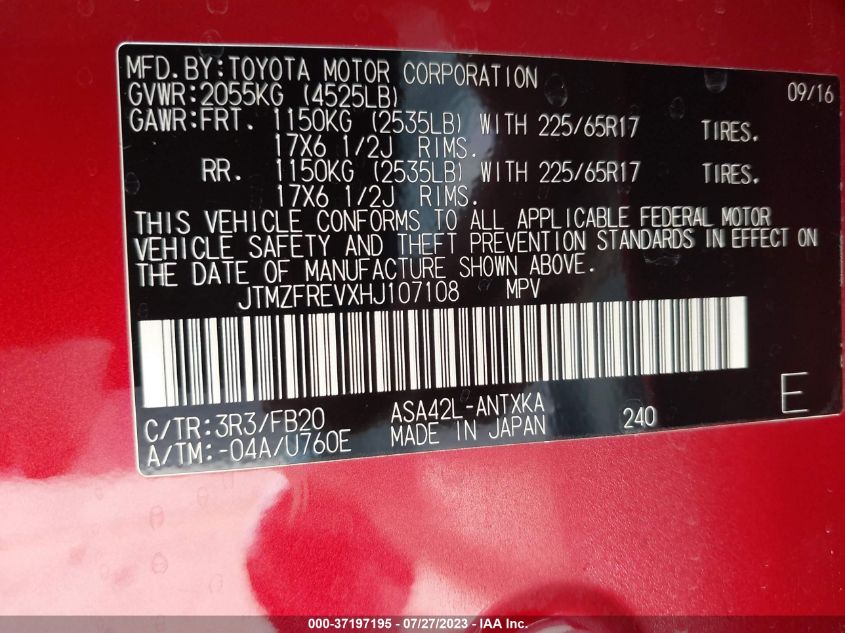 MFD.BY:TOYOTA MOTOR CORPORATION 09/16
GVWR:2055KG (4525LB)
GAWR:FRT. 1150KG (2535LB) WITH 225/65R17 TIRES.
17X6 1/2J RIMS.
RR. 1150KG (2535LB) WITH 225/65R17 TIRES.
17X6 1/2J RIMS.
THIS VEHICLE CONFORMS TO ALL APPLICABLE FEDERAL MOTOR
VEHICLE SAFETY AND THEFT PREVENTION STANDARDS IN EFFECT ON
THE DATE OF MANUFACTURE SHOWN ABOVE.
JTMZFREVXHJ107108 MPV
C/TR:3R3/FB20 ASA42L-ANTXKA 240 E
A/TM:-04A/U760E MADE IN JAPAN
000-37197195 - 07/27/2023 - IAA Inc.